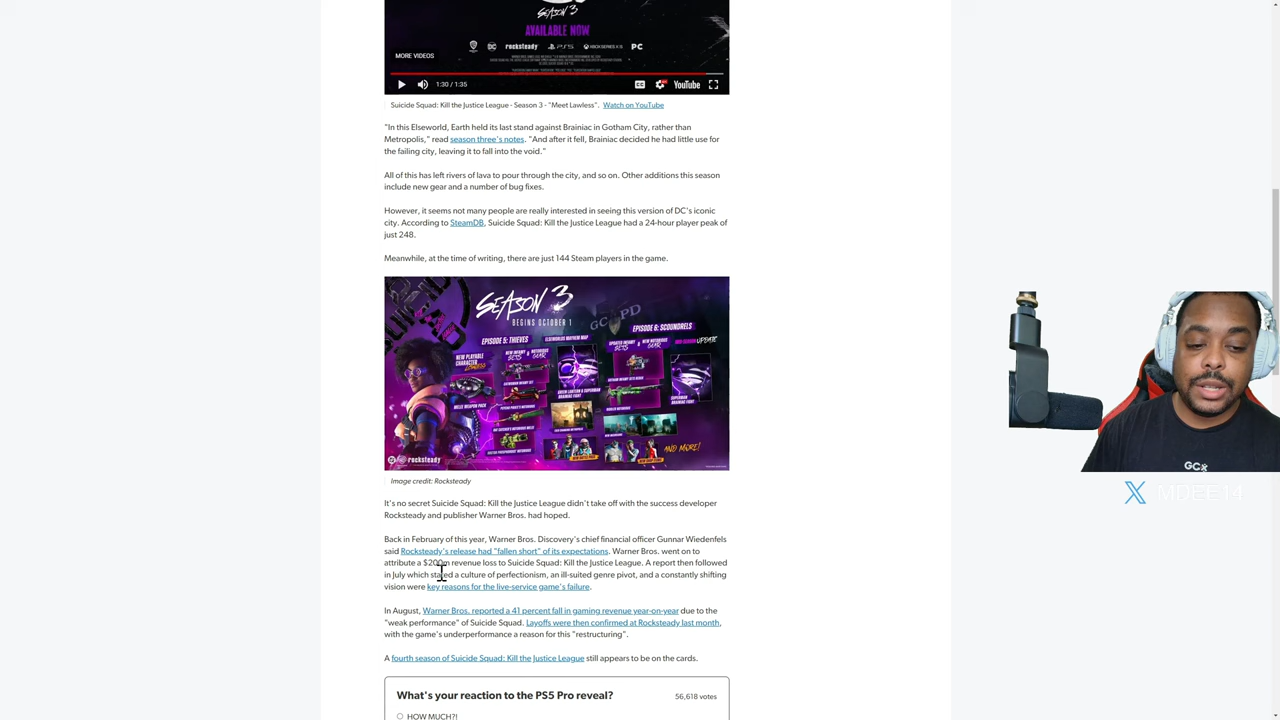 SEASON 3
AVAILABLE NOW
DC rocksteady PS5 XBOX SERIES X|S PC
MORE VIDEOS
1:30 / 1:35
CC
YouTube
Suicide Squad: Kill the Justice League - Season 3 - "Meet Lawless". Watch on YouTube
"In this Elseworld, Earth held its last stand against Brainiac in Gotham City, rather than
Metropolis," read season three's notes. "And after it fell, Brainiac decided he had little use for
the failing city, leaving it to fall into the void."
All of this has left rivers of lava to pour through the city, and so on. Other additions this season
include new gear and a number of bug fixes.
However, it seems not many people are really interested in seeing this version of DC's iconic
city. According to SteamDB, Suicide Squad: Kill the Justice League had a 24-hour player peak of
just 248.
Meanwhile, at the time of writing, there are just 144 Steam players in the game.
SEASON 3
BEGINS OCTOBER 1
GCPD
EPISODE 5: THIEVES
EPISODE 6: SCOUNDRELS
NEW PLAYABLE
CHARACTER
LAWLESS
AND MORE!
rocksteady
Image credit: Rocksteady
It's no secret Suicide Squad: Kill the Justice League didn't take off with the success developer
Rocksteady and publisher Warner Bros. had hoped.
Back in February of this year, Warner Bros. Discovery's chief financial officer Gunnar Wiedenfels
said Rocksteady's release had "fallen short" of its expectations. Warner Bros. went on to
attribute a $200m revenue loss to Suicide Squad: Kill the Justice League. A report then followed
in July which stated a culture of perfectionism, an ill-suited genre pivot, and a constantly shifting
vision were key reasons for the live-service game's failure.
In August, Warner Bros. reported a 41 percent fall in gaming revenue year-on-year due to the
"weak performance" of Suicide Squad. Layoffs were then confirmed at Rocksteady last month,
with the game's underperformance a reason for this "restructuring".
A fourth season of Suicide Squad: Kill the Justice League still appears to be on the cards.
What's your reaction to the PS5 Pro reveal?
56,618 votes
HOW MUCH?!
GCX
X MDEE14